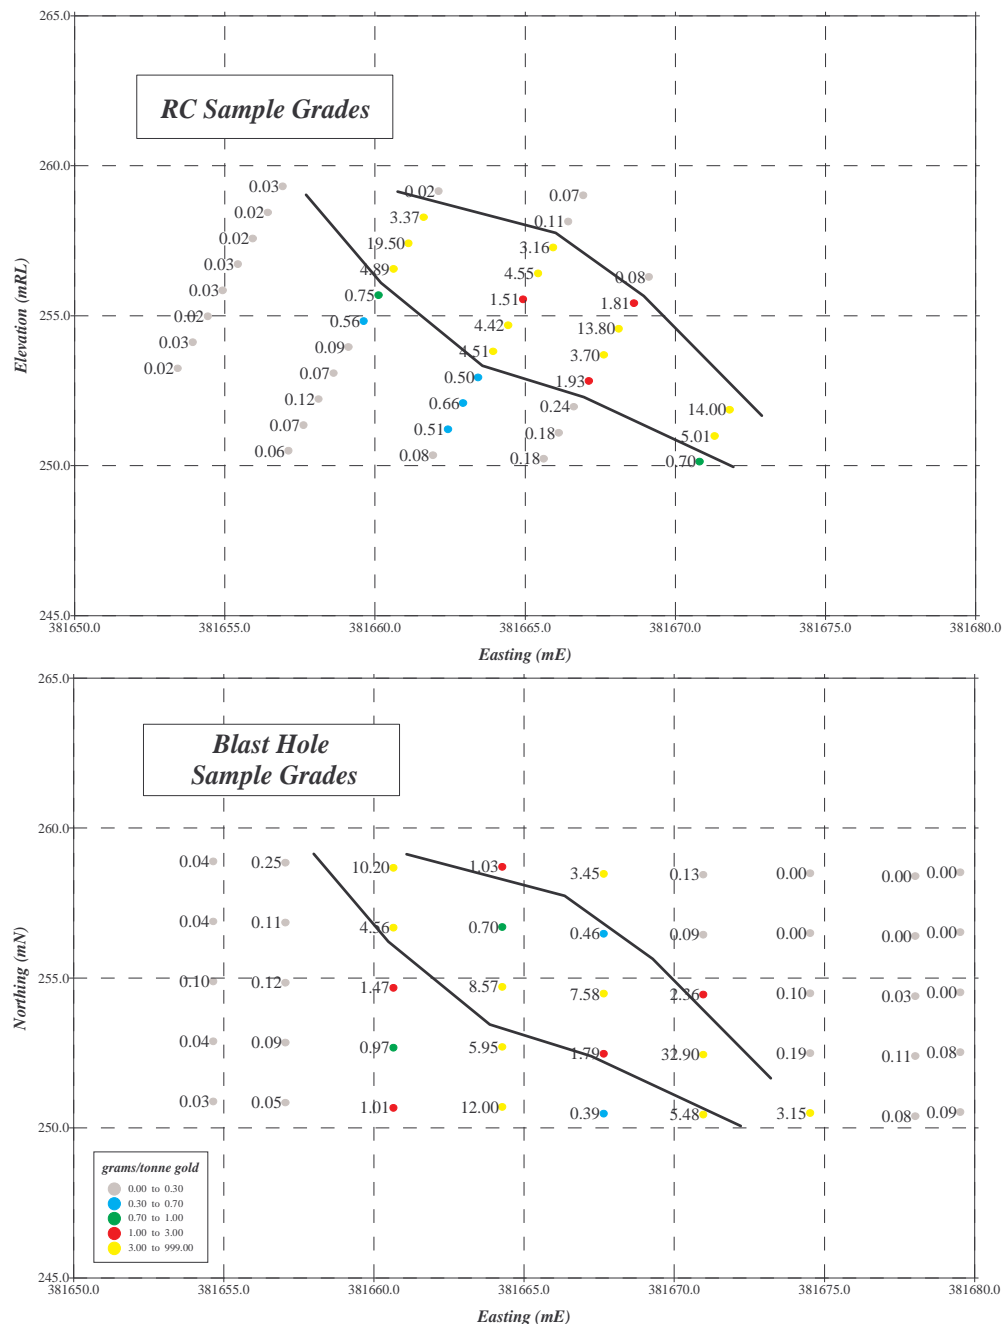 265.0
RC Sample Grades
260.0
0.03
0.02
0.07
0.02
3.37
0.11
0.02
19.50
3.16
0.03
4.89
4.55
0.08
0.03
0.75
1.51
1.81
255.0
0.02
0.56
4.42
13.80
0.03
0.09
4.51
3.70
0.02
0.07
0.50
1.93
0.12
0.66
0.24
14.00
0.07
0.51
0.18
5.01
0.06
0.08
0.18
0.70
250.0
245.0
Elevation (mRL)
381650.0 381655.0 381660.0 381665.0 381670.0 381675.0 381680.0
Easting (mE)
265.0
Blast Hole
Sample Grades
260.0
0.04 0.25 10.20 1.03 3.45 0.13 0.00 0.00 0.00
0.04 0.11 4.56 0.70 0.46 0.09 0.00 0.00 0.00
255.0
0.10 0.12 1.47 8.57 7.58 2.36 0.10 0.03 0.00
0.04 0.09 0.97 5.95 1.79 32.90 0.19 0.11 0.08
0.03 0.05 1.01 12.00 0.39 5.48 3.15 0.08 0.09
250.0
Northing (mN)
grams/tonne gold
0.00 to 0.30
0.30 to 0.70
0.70 to 1.00
1.00 to 3.00
3.00 to 999.00
245.0
381650.0 381655.0 381660.0 381665.0 381670.0 381675.0 381680.0
Easting (mE)